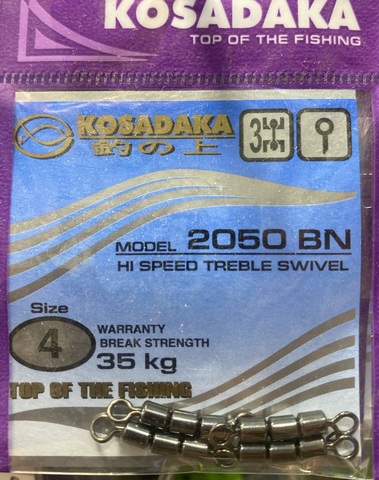 KOSADAKA
TOP OF THE FISHING
KOSADAKA
釣の上
3
MODEL 2050 BN
HI SPEED TREBLE SWIVEL
Size
4
WARRANTY
BREAK STRENGTH
35 kg
TOP OF THE FISHING